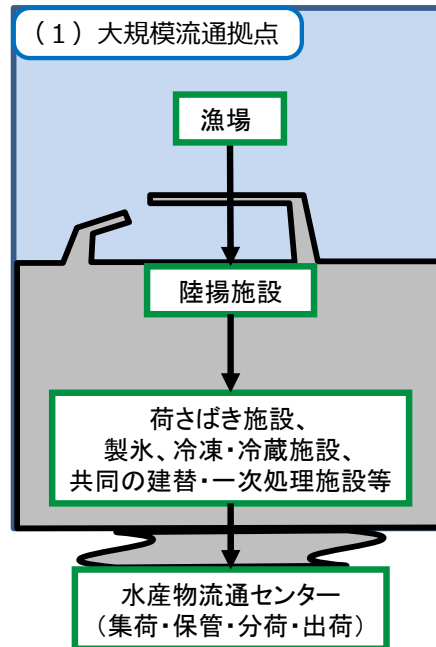 （１）大規模流通拠点
漁場
陸揚施設
荷さばき施設、
製氷、冷凍・冷蔵施設、
共同の建替・一次処理施設等
水産物流通センター
（集荷・保管・分荷・出荷）